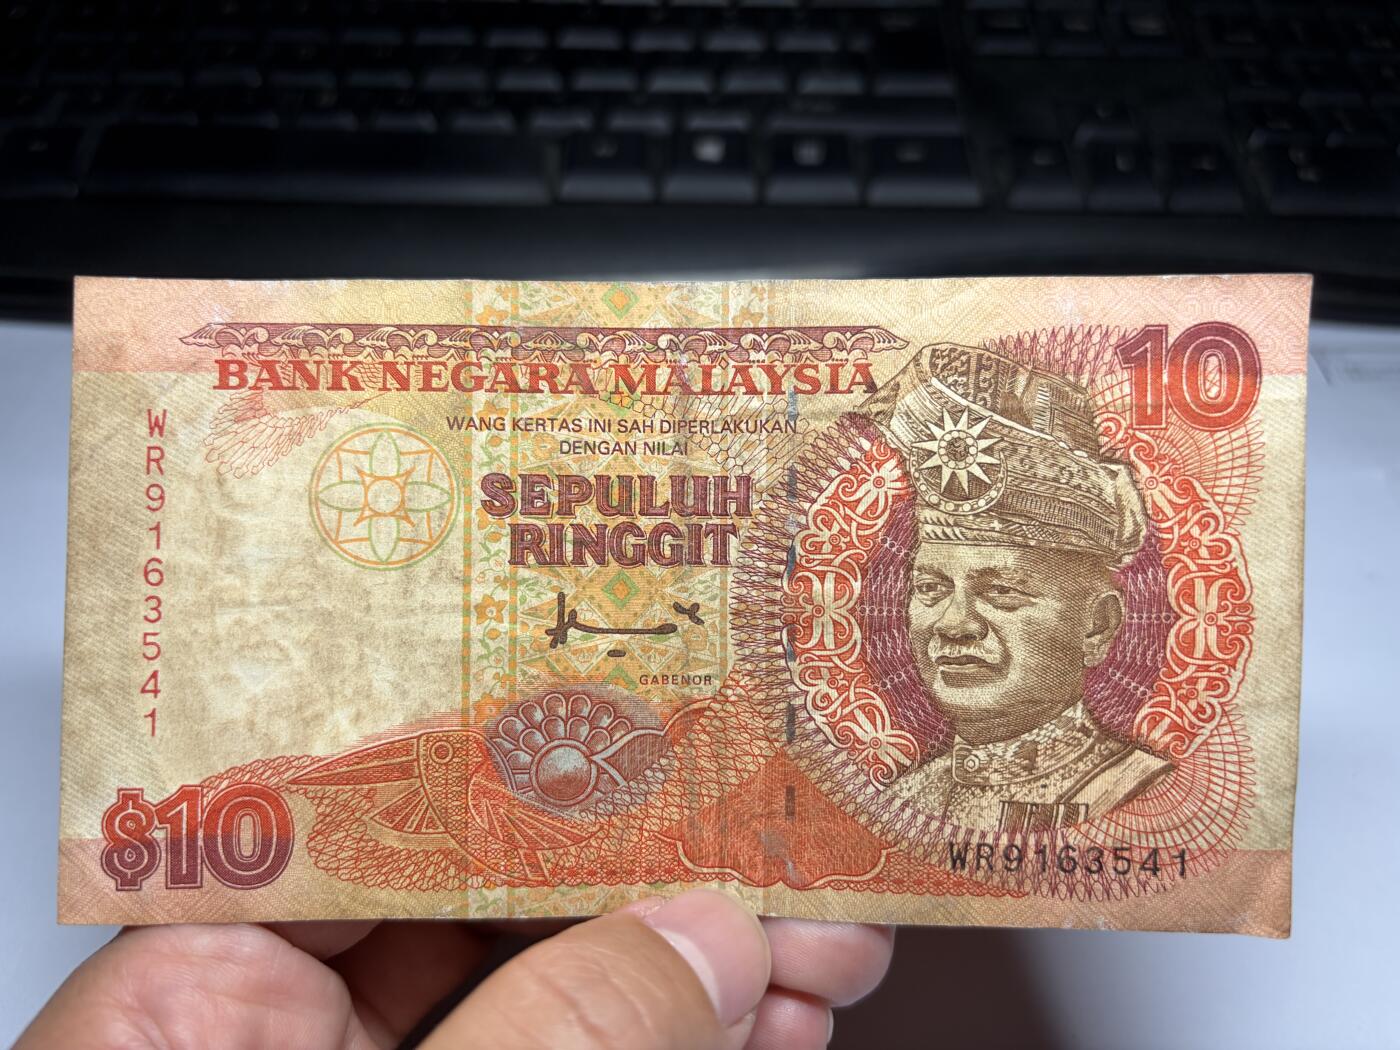 BANK NEGARA MALAYSIA
10
WR9163541
WANG KERTAS INI SAH DIPERLAKUKAN
DENGAN NILAI
SEPULUH
RINGGIT
GABENOR
$10
WR9163541